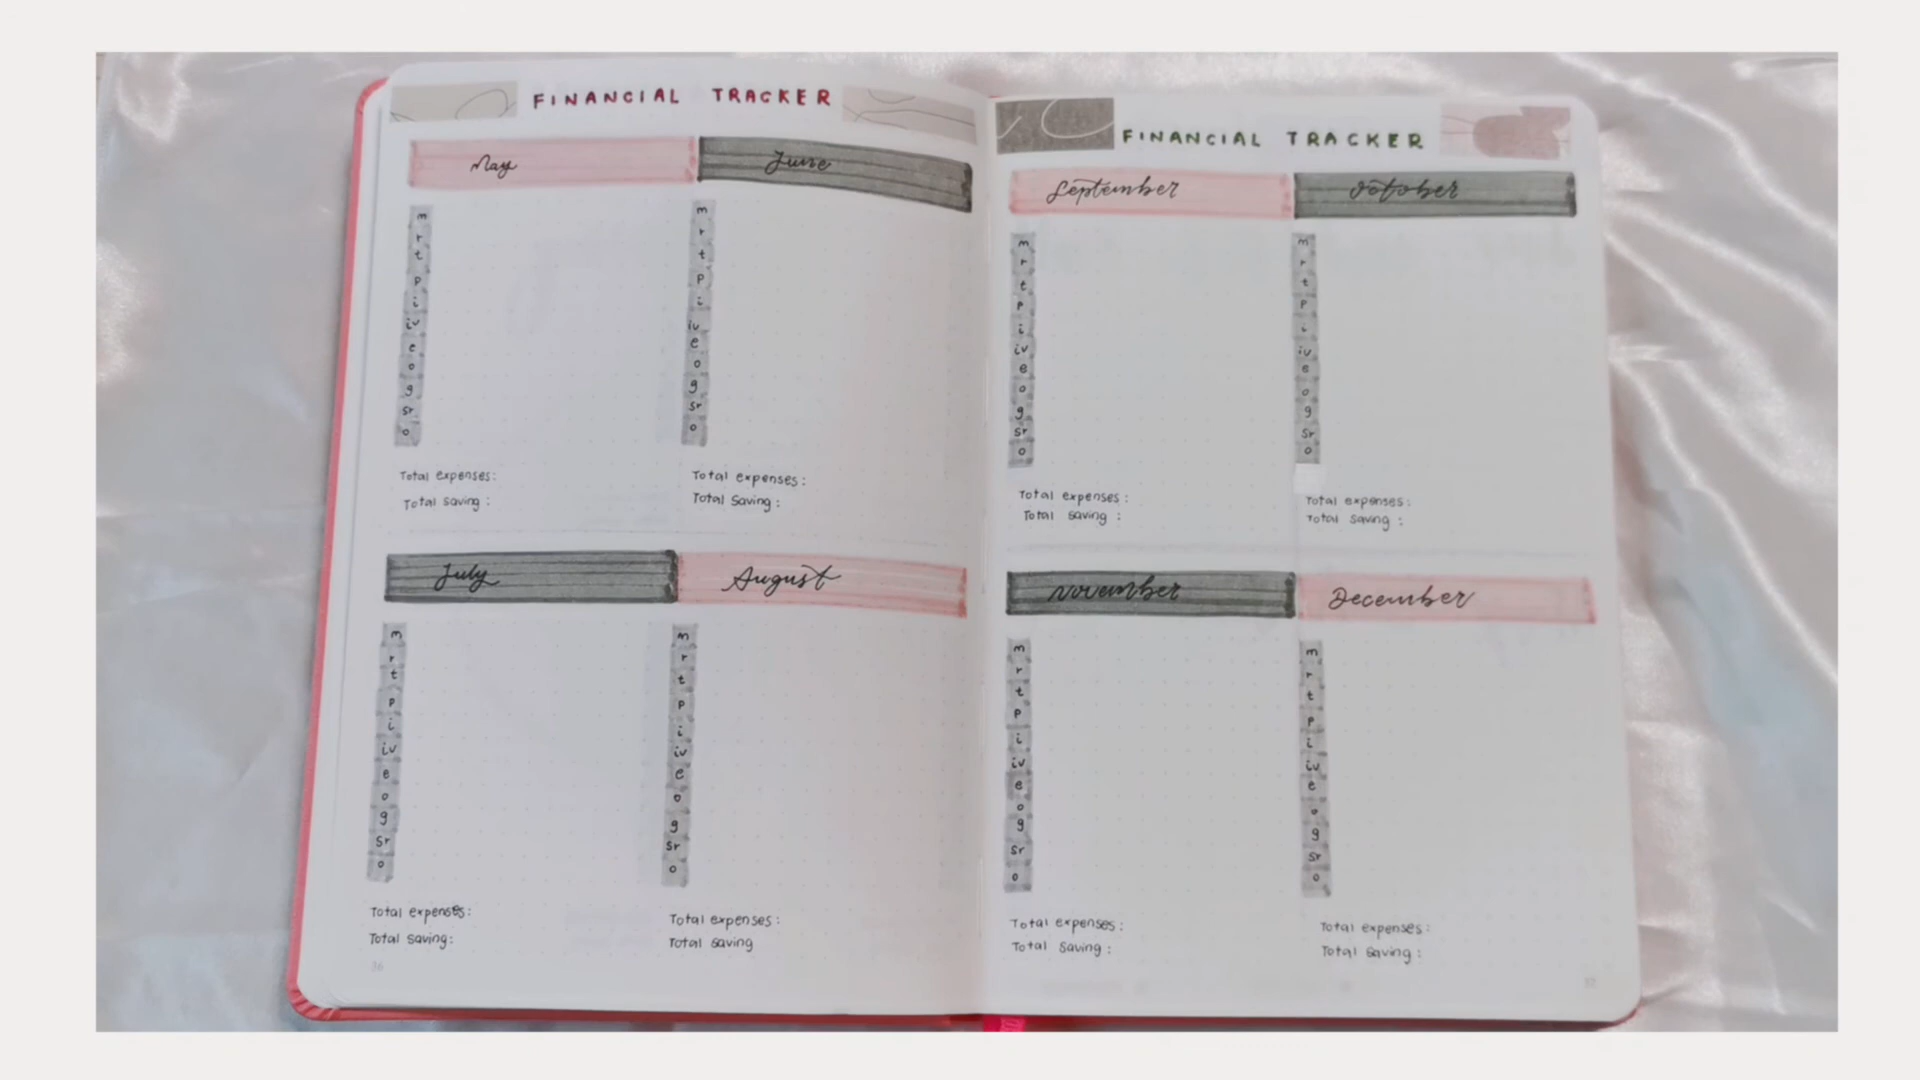 FINANCIAL TRACKER
May
June
m
r
t
p
i
iv
e
o
g
sr
o
m
r
t
p
i
iv
e
o
g
sr
o
Total expenses:
Total saving :
Total expenses:
Total Saving :
July
August
m
r
t
p
i
iv
e
o
g
sr
o
m
r
t
p
i
iv
e
o
g
sr
o
Total expenses:
Total saving:
Total expenses:
Total saving
36
FINANCIAL TRACKER
September
October
m
r
t
p
i
iv
e
o
g
sr
o
m
r
t
p
i
iv
e
o
g
sr
o
Total expenses:
Total saving :
Total expenses:
Total saving :
November
December
m
r
t
p
i
iv
e
o
g
sr
o
m
r
t
p
i
iv
e
o
g
sr
o
Total expenses:
Total saving :
Total expenses:
Total saving :